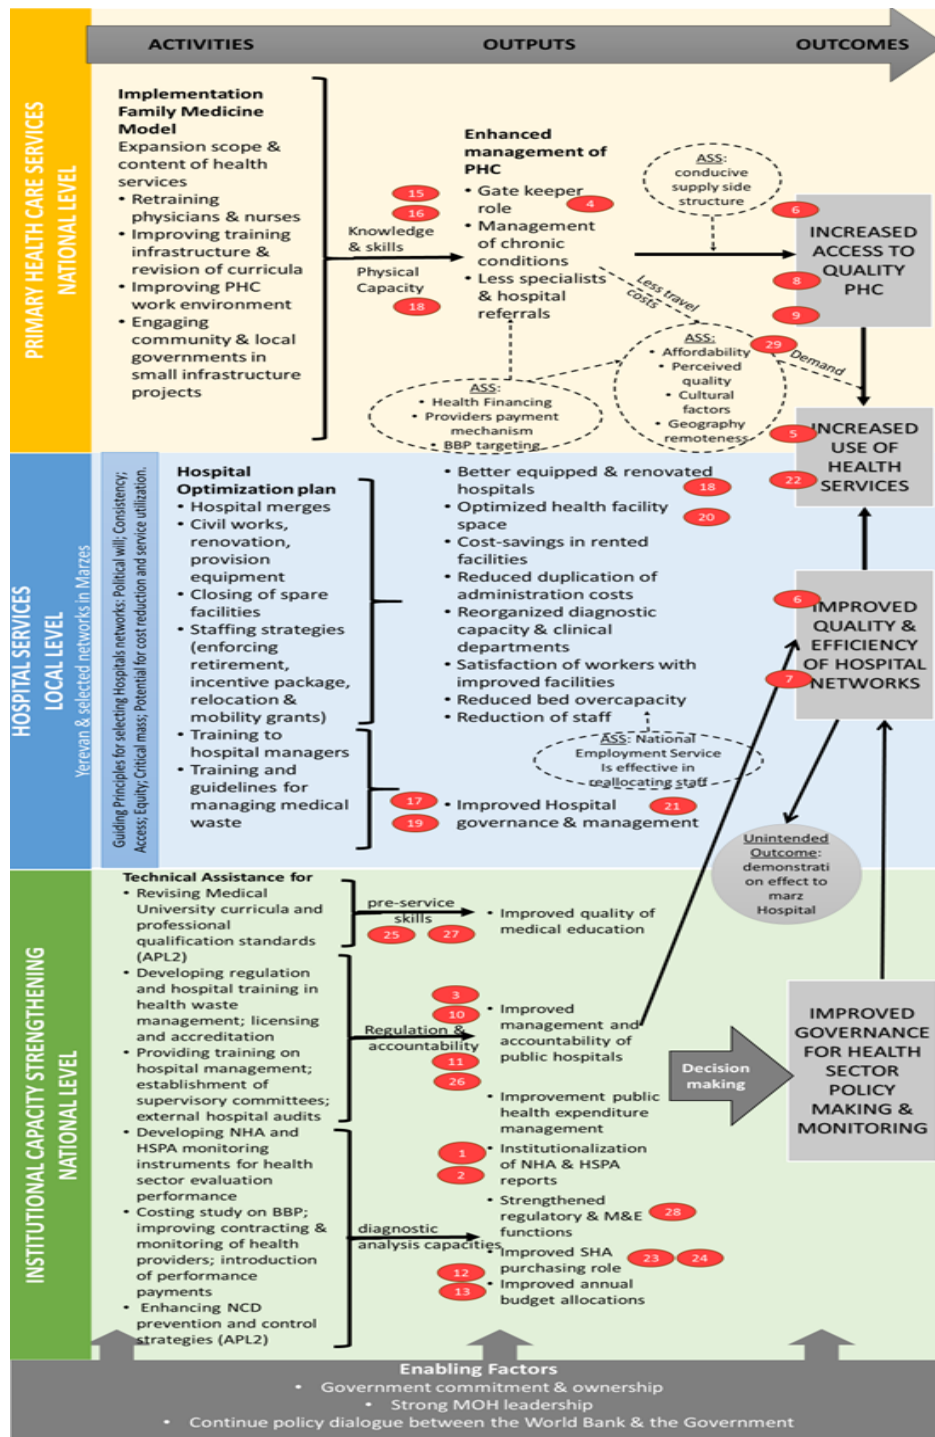 ACTIVITIES
OUTPUTS
OUTCOMES
PRIMARY HEALTH CARE SERVICES
NATIONAL LEVEL
Implementation
Family Medicine
Model
Expansion scope &
content of health
services
• Retraining
physicians & nurses
• Improving training
infrastructure &
revision of curricula
• Improving PHC
work environment
• Engaging
community & local
governments in
small infrastructure
projects
15
16
Knowledge
& skills
Physical
Capacity
18
Enhanced
management of
PHC
• Gate keeper
role
4
• Management
of chronic
conditions
• Less specialists
& hospital
referrals
ASS:
conducive
supply side
structure
Less travel
costs
ASS:
• Health Financing
• Providers payment
mechanism
• BBP targeting
ASS:
• Affordability
• Perceived
quality
• Cultural
factors
• Geography
remoteness
29
Demand
6
8
9
INCREASED
ACCESS TO
QUALITY
PHC
5
22
INCREASED
USE OF
HEALTH
SERVICES
HOSPITAL SERVICES
LOCAL LEVEL
Yerevan & selected networks in Marzes
Guiding Principles for selecting Hospitals networks: Political will; Consistency;
Access; Equity; Critical mass; Potential for cost reduction and service utilization.
Hospital
Optimization plan
• Hospital merges
• Civil works,
renovation,
provision
equipment
• Closing of spare
facilities
• Staffing strategies
(enforcing
retirement,
incentive package,
relocation &
mobility grants)
• Training to
hospital managers
• Training and
guidelines for
managing medical
waste
• Better equipped & renovated
hospitals
18
• Optimized health facility
space
20
• Cost-savings in rented
facilities
• Reduced duplication of
administration costs
• Reorganized diagnostic
capacity & clinical
departments
• Satisfaction of workers with
improved facilities
• Reduced bed overcapacity
• Reduction of staff
ASS: National
Employment Service
Is effective in
reallocating staff
17
19
• Improved Hospital
governance & management
21
6
7
IMPROVED
QUALITY &
EFFICIENCY
OF HOSPITAL
NETWORKS
Unintended
Outcome:
demonstrati
on effect to
marz
Hospital
INSTITUTIONAL CAPACITY STRENGTHENING
NATIONAL LEVEL
Technical Assistance for
• Revising Medical
University curricula and
professional
qualification standards
(APL2)
• Developing regulation
and hospital training in
health waste
management; licensing
and accreditation
• Providing training on
hospital management;
establishment of
supervisory committees;
external hospital audits
• Developing NHA and
HSPA monitoring
instruments for health
sector evaluation
performance
• Costing study on BBP;
improving contracting &
monitoring of health
providers; introduction
of performance
payments
• Enhancing NCD
prevention and control
strategies (APL2)
pre-service
skills
25
27
• Improved quality of
medical education
3
10
Regulation &
accountability
11
26
• Improved
management and
accountability of
public hospitals
• Improvement public
health expenditure
management
1
2
• Institutionalization
of NHA & HSPA
reports
• Strengthened
regulatory & M&E
functions
28
diagnostic
analysis capacities
• Improved SHA
purchasing role
23
24
12
13
• Improved annual
budget allocations
Decision
making
IMPROVED
GOVERNANCE
FOR HEALTH
SECTOR
POLICY
MAKING &
MONITORING
Enabling Factors
• Government commitment & ownership
• Strong MOH leadership
• Continue policy dialogue between the World Bank & the Government